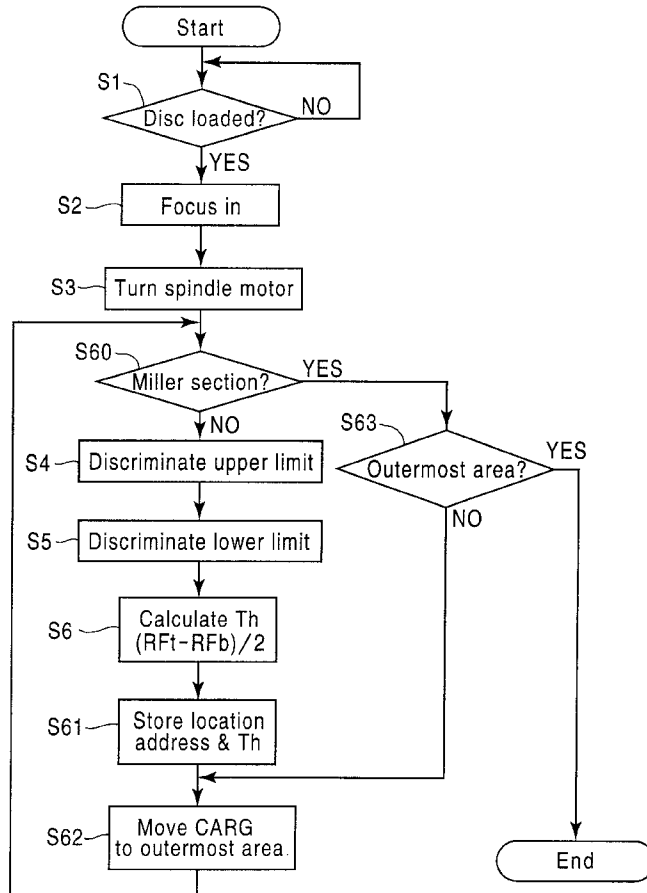 Start
S1
Disc loaded?
NO
YES
S2
Focus in
S3
Turn spindle motor
S60
Miller section?
YES
NO
S63
Outermost area?
YES
NO
S4
Discriminate upper limit
S5
Discriminate lower limit
S6
Calculate Th
(RFt-RFb)/2
S61
Store location
address & Th
S62
Move CARG
to outermost area
End